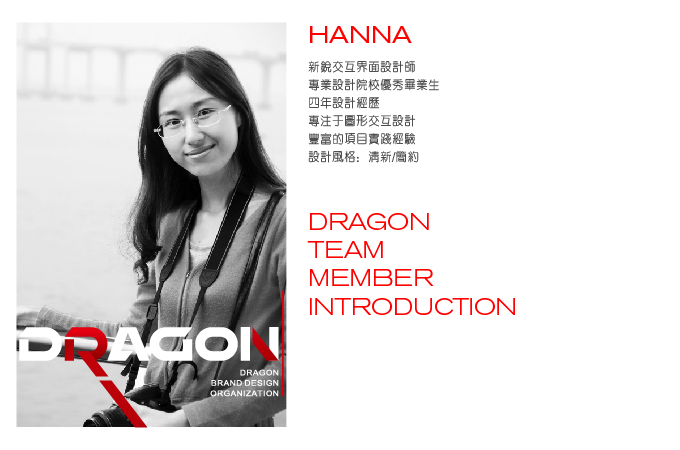 HANNA
新銳交互界面設計師
專業設計院校優秀畢業生
四年設計經歷
專注于圖形交互設計
豐富的項目實踐經驗
設計風格：清新/簡約
DRAGON
TEAM
MEMBER
INTRODUCTION
DRAGON
DRAGON
BRAND DESIGN
ORGANIZATION